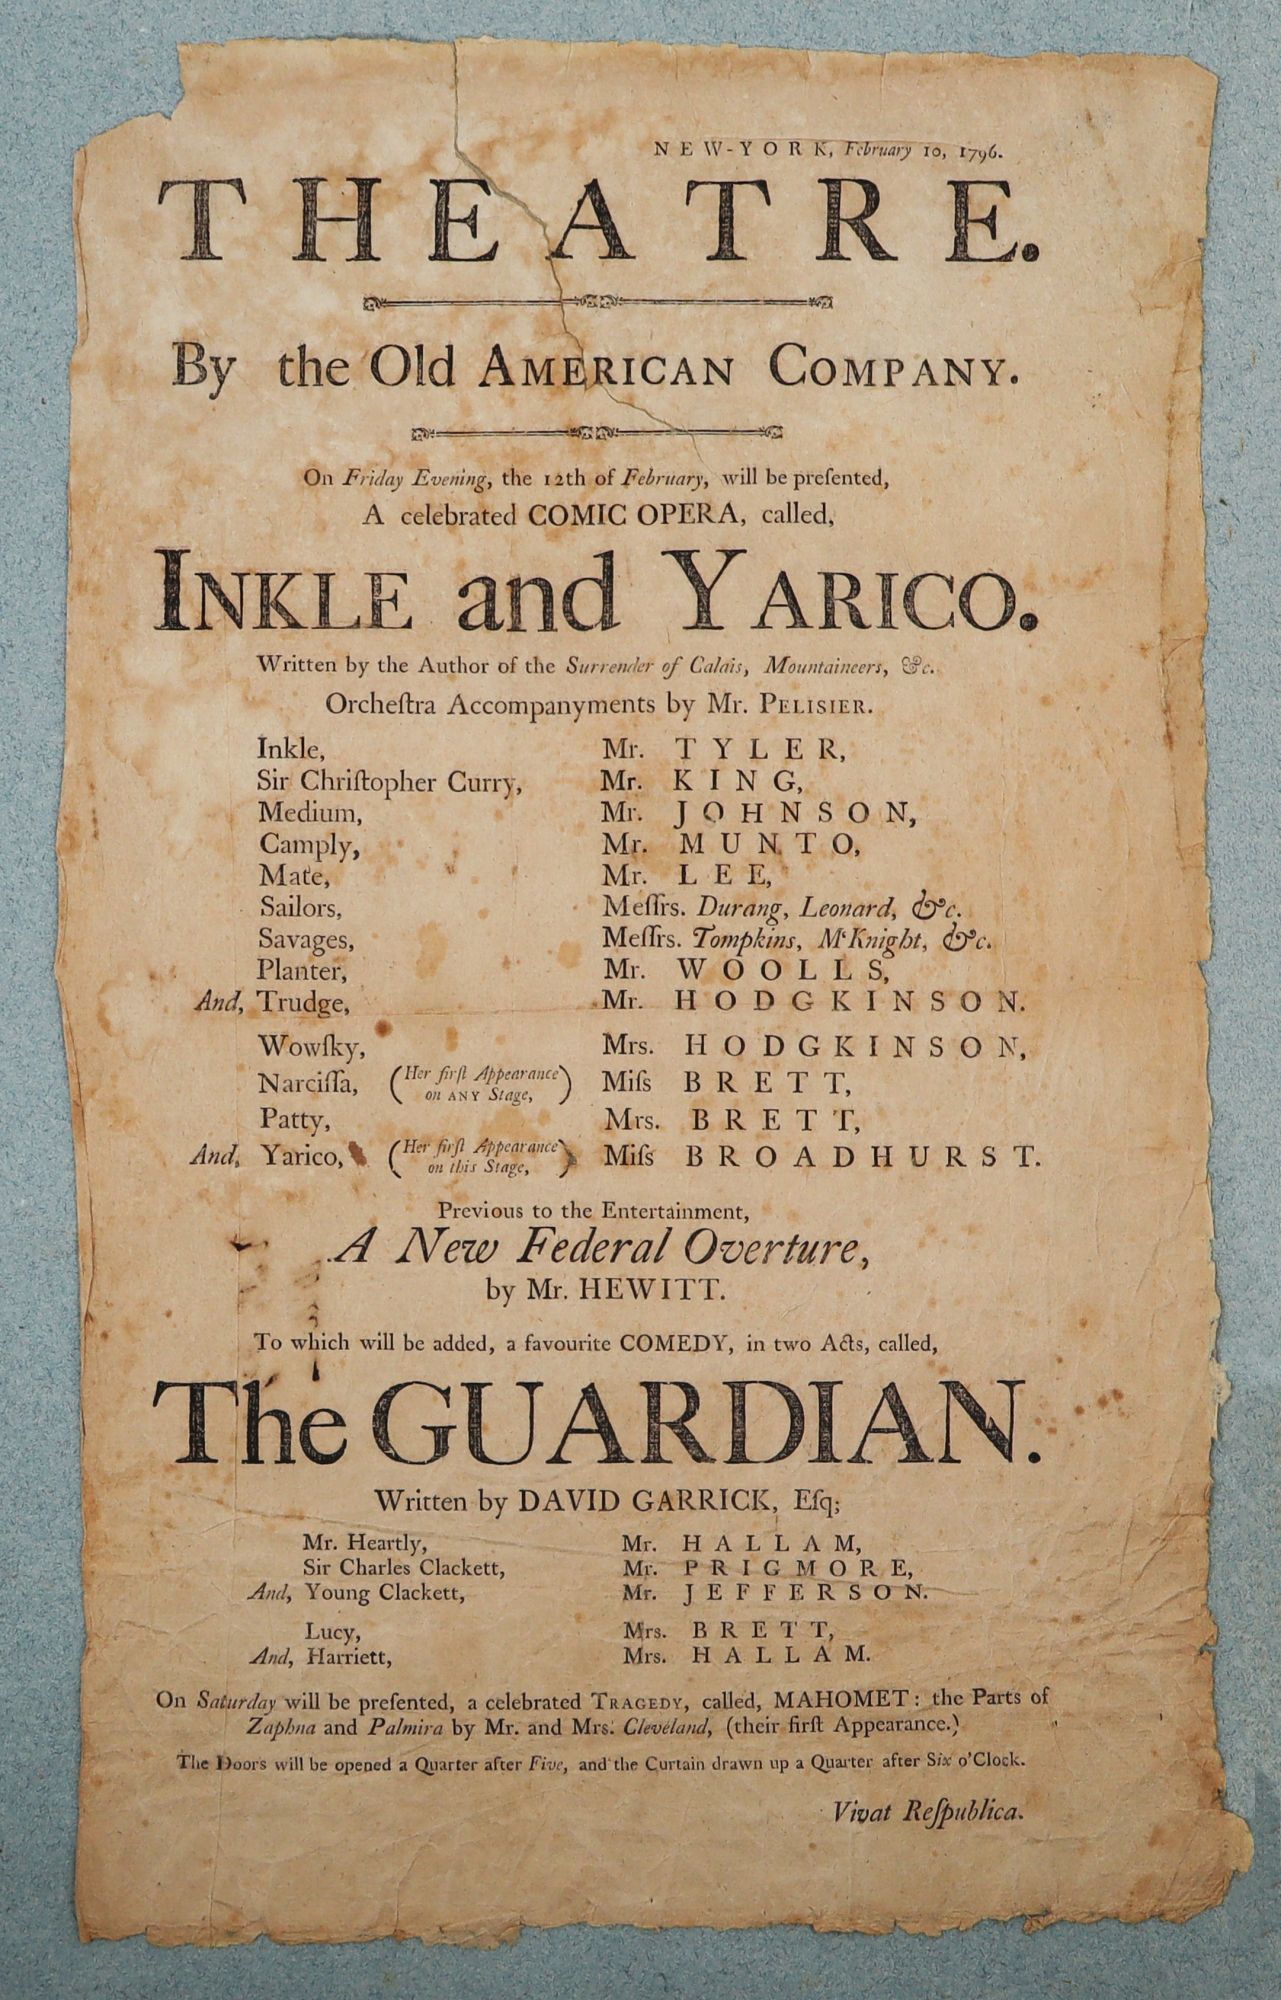 NEW-YORK, February 10, 1796.
THEATRE.
By the Old AMERICAN COMPANY.
On Friday Evening, the 12th of February, will be preſented,
A celebrated COMIC OPERA, called,
INKLE and YARICO.
Written by the Author of the Surrender of Calais, Mountaineers, &c.
Orcheſtra Accompanyments by Mr. PELISIER.
Inkle, Mr. TYLER,
Sir Chriſtopher Curry, Mr. KING,
Medium, Mr. JOHNSON,
Camply, Mr. MUNTO,
Mate, Mr. LEE,
Sailors, Meſſrs. Durang, Leonard, &c.
Savages, Meſſrs. Tompkins, M'Knight, &c.
Planter, Mr. WOOLLS,
And, Trudge, Mr. HODGKINSON.
Wowſky, Mrs. HODGKINSON,
Narciſſa, (Her firſt Appearance on ANY Stage,) Miſs BRETT,
Patty, Mrs. BRETT,
And, Yarico, (Her firſt Appearance on this Stage,) Miſs BROADHURST.
Previous to the Entertainment,
A New Federal Overture,
by Mr. HEWITT.
To which will be added, a favourite COMEDY, in two Acts, called,
The GUARDIAN.
Written by DAVID GARRICK, Eſq;
Mr. Heartly, Mr. HALLAM,
Sir Charles Clackett, Mr. PRIGMORE,
And, Young Clackett, Mr. JEFFERSON.
Lucy, Mrs. BRETT,
And, Harriett, Mrs. HALLAM.
On Saturday will be preſented, a celebrated TRAGEDY, called, MAHOMET: the Parts of
Zaphna and Palmira by Mr. and Mrs. Cleveland, (their firſt Appearance.)
The Doors will be opened a Quarter after Five, and the Curtain drawn up a Quarter after Six o'Clock.
Vivat Reſpublica.